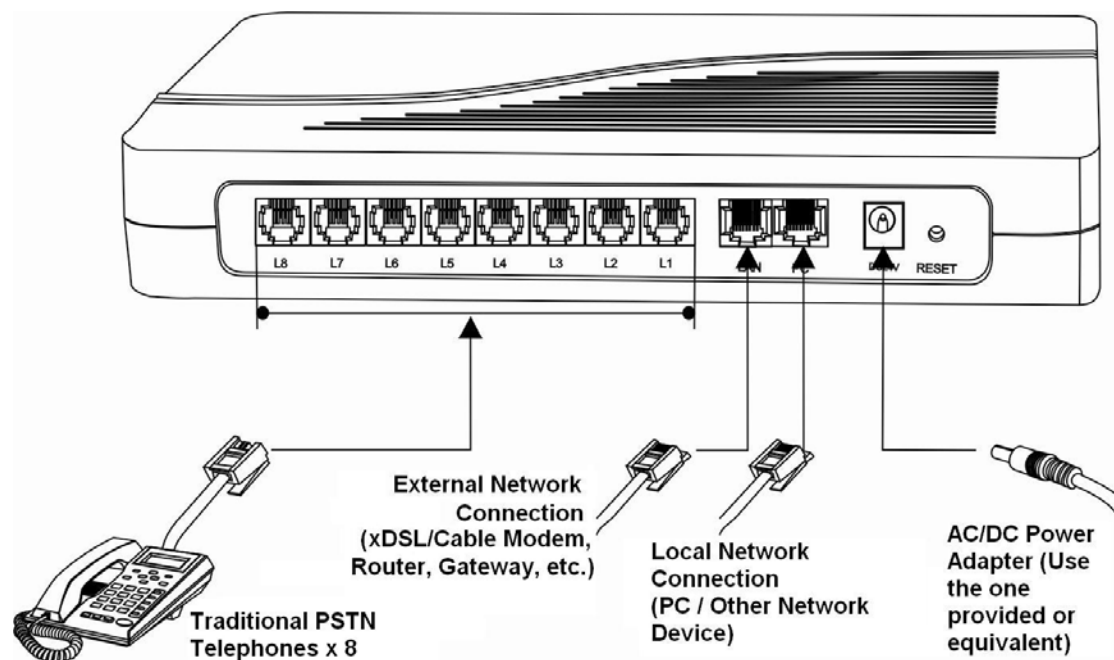 L8 L7 L6 L5 L4 L3 L2 L1 RESET
External Network
Connection
(xDSL/Cable Modem,
Router, Gateway, etc.)
Local Network
Connection
(PC / Other Network
Device)
AC/DC Power
Adapter (Use
the one
provided or
equivalent)
Traditional PSTN
Telephones x 8